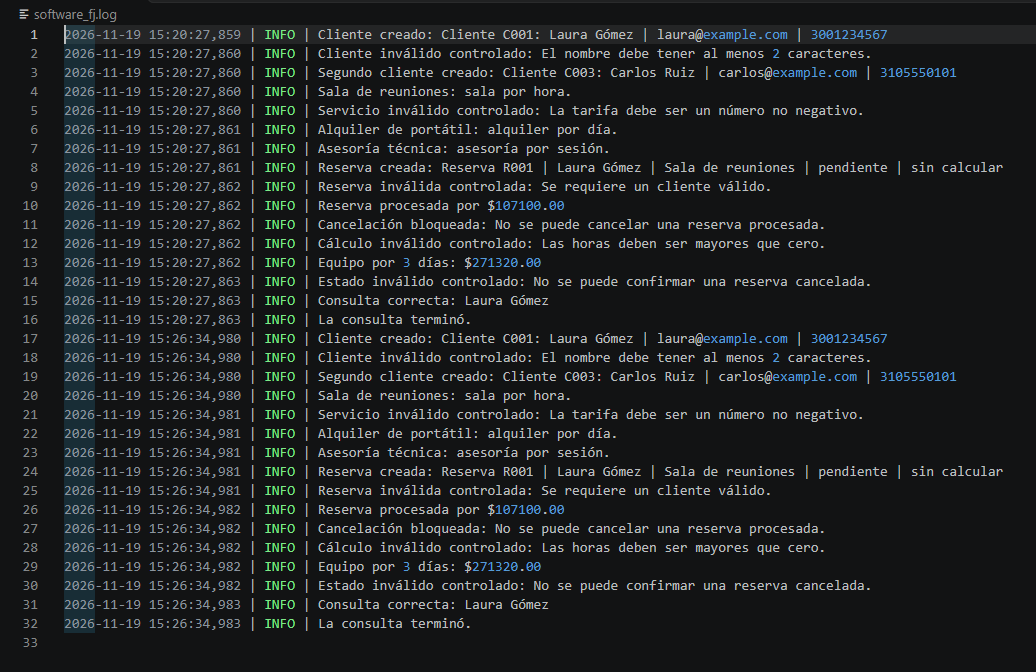 software_fj.log
1 2026-11-19 15:20:27,859 | INFO | Cliente creado: Cliente C001: Laura Gómez | laura@example.com | 3001234567
2 2026-11-19 15:20:27,860 | INFO | Cliente inválido controlado: El nombre debe tener al menos 2 caracteres.
3 2026-11-19 15:20:27,860 | INFO | Segundo cliente creado: Cliente C003: Carlos Ruiz | carlos@example.com | 3105550101
4 2026-11-19 15:20:27,860 | INFO | Sala de reuniones: sala por hora.
5 2026-11-19 15:20:27,860 | INFO | Servicio inválido controlado: La tarifa debe ser un número no negativo.
6 2026-11-19 15:20:27,861 | INFO | Alquiler de portátil: alquiler por día.
7 2026-11-19 15:20:27,861 | INFO | Asesoría técnica: asesoría por sesión.
8 2026-11-19 15:20:27,861 | INFO | Reserva creada: Reserva R001 | Laura Gómez | Sala de reuniones | pendiente | sin calcular
9 2026-11-19 15:20:27,862 | INFO | Reserva inválida controlada: Se requiere un cliente válido.
10 2026-11-19 15:20:27,862 | INFO | Reserva procesada por $107100.00
11 2026-11-19 15:20:27,862 | INFO | Cancelación bloqueada: No se puede cancelar una reserva procesada.
12 2026-11-19 15:20:27,862 | INFO | Cálculo inválido controlado: Las horas deben ser mayores que cero.
13 2026-11-19 15:20:27,862 | INFO | Equipo por 3 días: $271320.00
14 2026-11-19 15:20:27,863 | INFO | Estado inválido controlado: No se puede confirmar una reserva cancelada.
15 2026-11-19 15:20:27,863 | INFO | Consulta correcta: Laura Gómez
16 2026-11-19 15:20:27,863 | INFO | La consulta terminó.
17 2026-11-19 15:26:34,980 | INFO | Cliente creado: Cliente C001: Laura Gómez | laura@example.com | 3001234567
18 2026-11-19 15:26:34,980 | INFO | Cliente inválido controlado: El nombre debe tener al menos 2 caracteres.
19 2026-11-19 15:26:34,980 | INFO | Segundo cliente creado: Cliente C003: Carlos Ruiz | carlos@example.com | 3105550101
20 2026-11-19 15:26:34,980 | INFO | Sala de reuniones: sala por hora.
21 2026-11-19 15:26:34,981 | INFO | Servicio inválido controlado: La tarifa debe ser un número no negativo.
22 2026-11-19 15:26:34,981 | INFO | Alquiler de portátil: alquiler por día.
23 2026-11-19 15:26:34,981 | INFO | Asesoría técnica: asesoría por sesión.
24 2026-11-19 15:26:34,981 | INFO | Reserva creada: Reserva R001 | Laura Gómez | Sala de reuniones | pendiente | sin calcular
25 2026-11-19 15:26:34,981 | INFO | Reserva inválida controlada: Se requiere un cliente válido.
26 2026-11-19 15:26:34,982 | INFO | Reserva procesada por $107100.00
27 2026-11-19 15:26:34,982 | INFO | Cancelación bloqueada: No se puede cancelar una reserva procesada.
28 2026-11-19 15:26:34,982 | INFO | Cálculo inválido controlado: Las horas deben ser mayores que cero.
29 2026-11-19 15:26:34,982 | INFO | Equipo por 3 días: $271320.00
30 2026-11-19 15:26:34,982 | INFO | Estado inválido controlado: No se puede confirmar una reserva cancelada.
31 2026-11-19 15:26:34,983 | INFO | Consulta correcta: Laura Gómez
32 2026-11-19 15:26:34,983 | INFO | La consulta terminó.
33